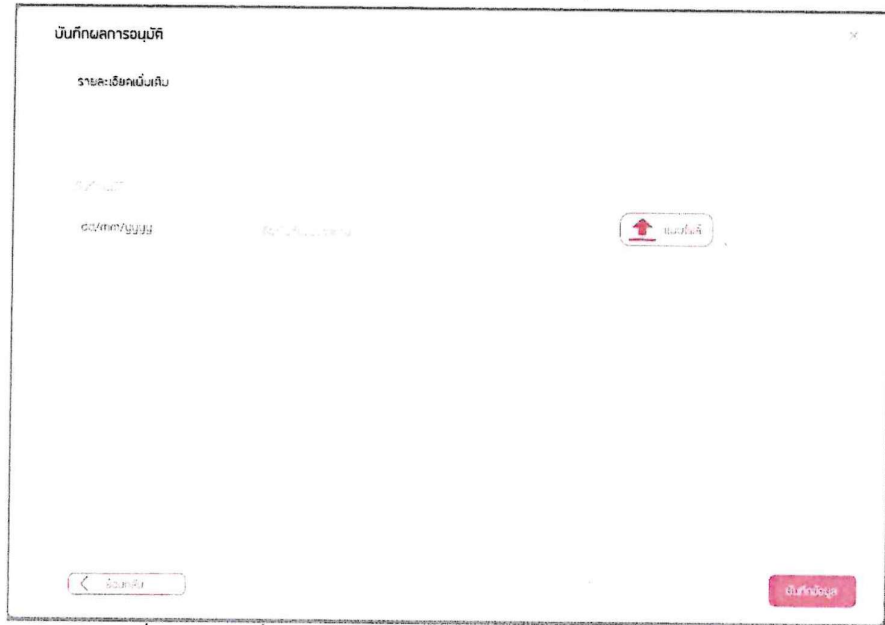 บันทึกผลการอนุมัติ
รายละเอียดเพิ่มเติม
dd/mm/yyyy
แนบไฟล์
ย้อนกลับ
บันทึกข้อมูล